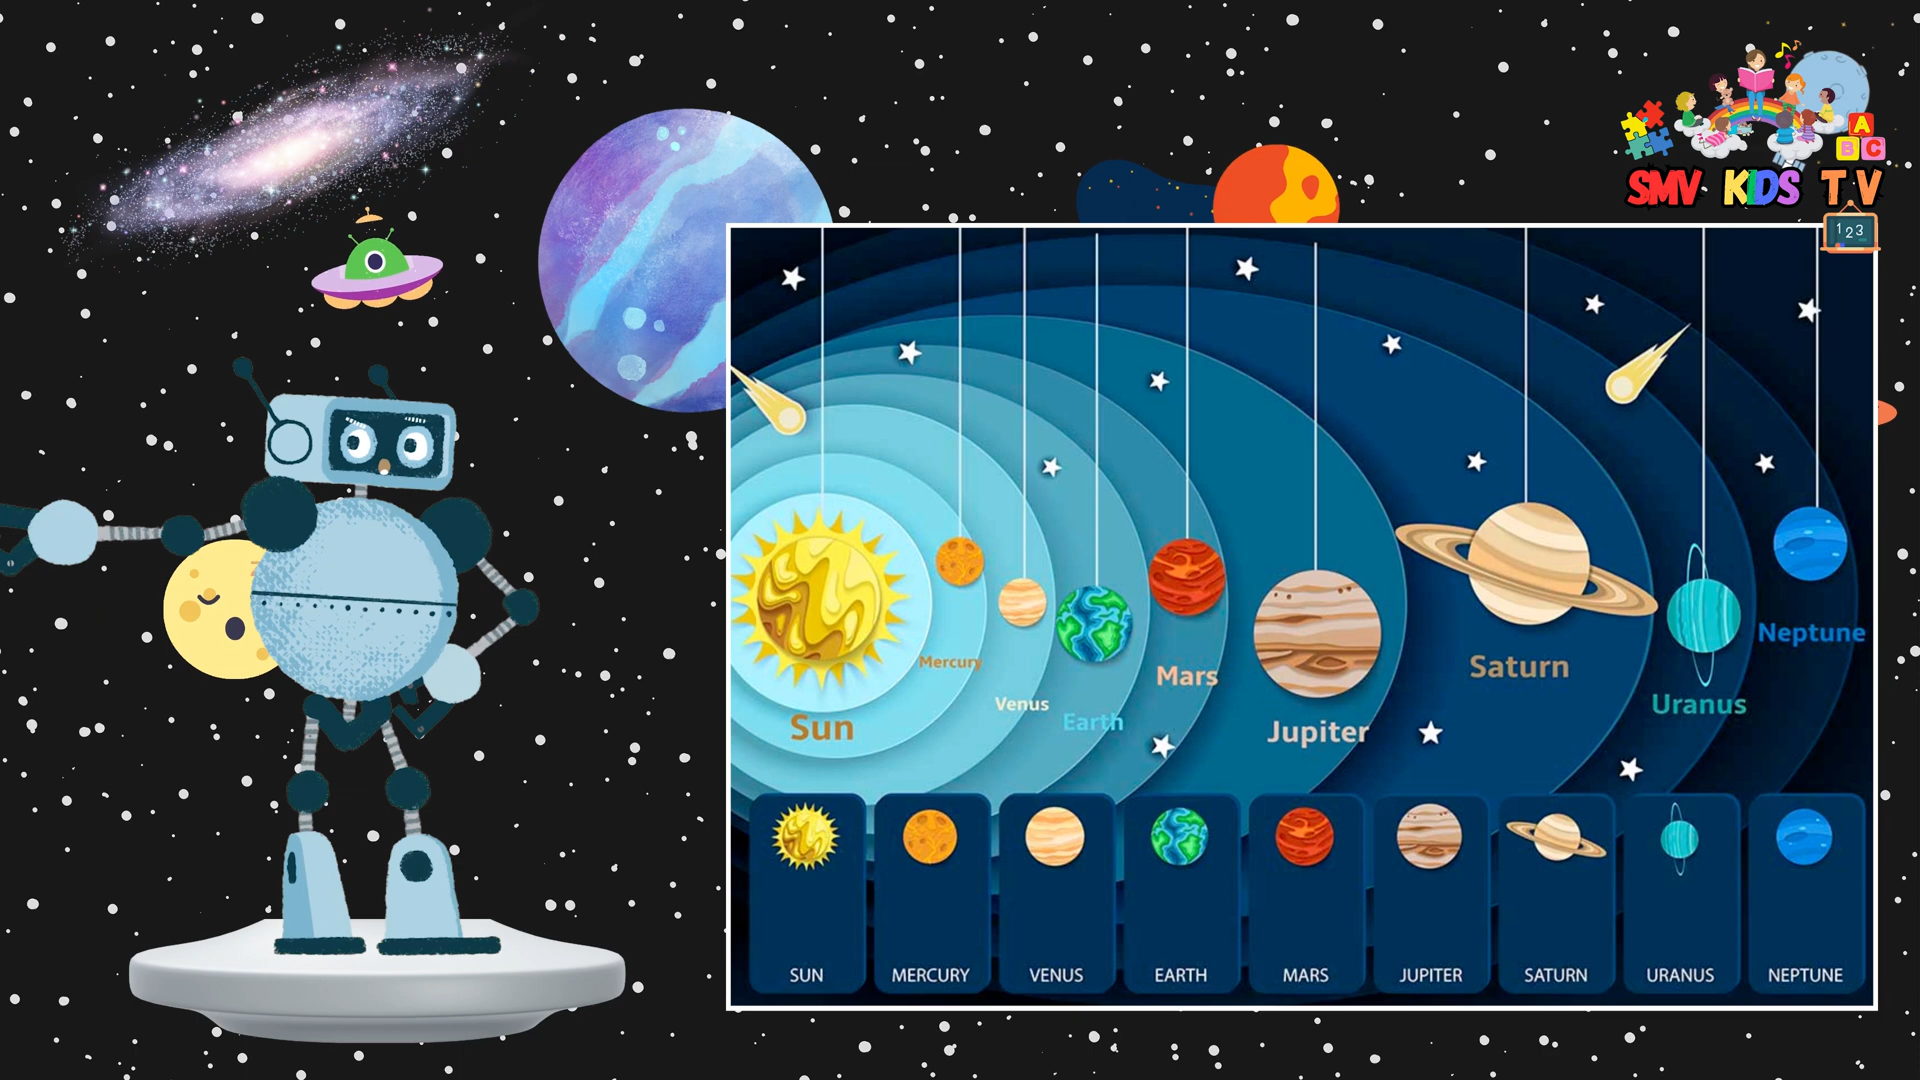 A
B C
SMV KIDS TV
123
Mercury
Venus
Earth
Sun
Mars
Jupiter
Saturn
Uranus
Neptune
SUN
MERCURY
VENUS
EARTH
MARS
JUPITER
SATURN
URANUS
NEPTUNE